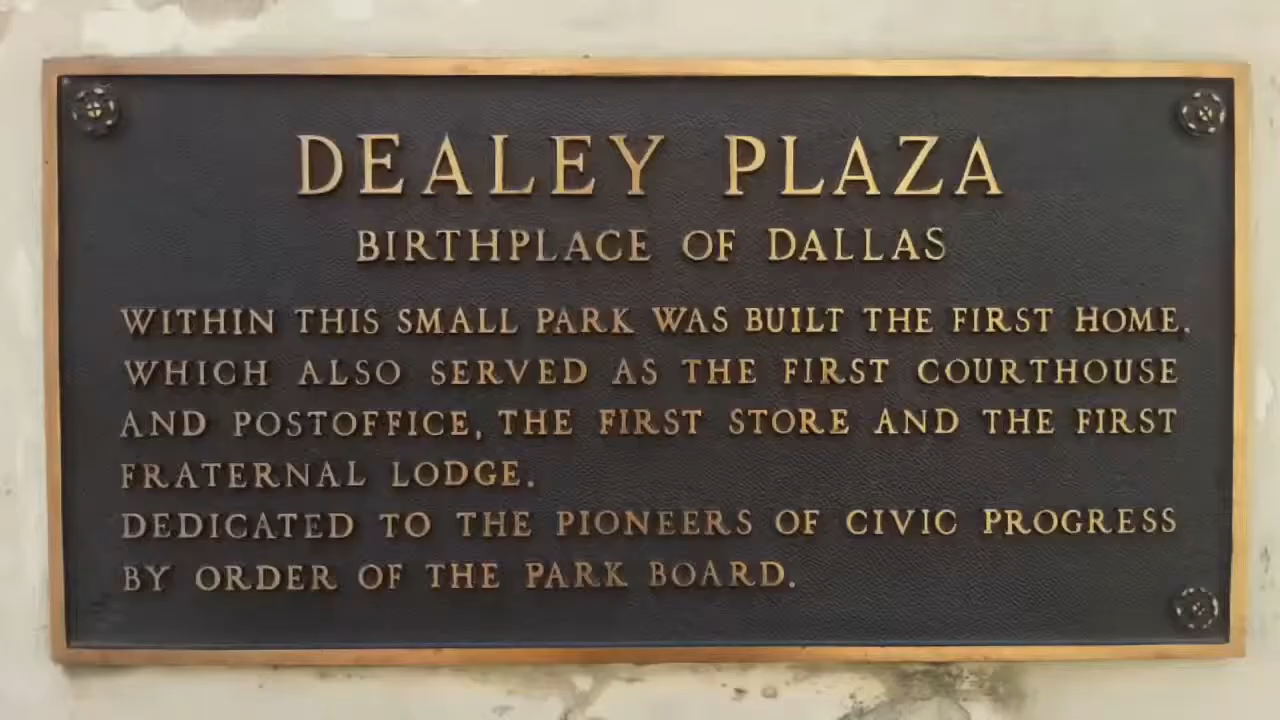 DEALEY PLAZA
BIRTHPLACE OF DALLAS
WITHIN THIS SMALL PARK WAS BUILT THE FIRST HOME,
WHICH ALSO SERVED AS THE FIRST COURTHOUSE
AND POSTOFFICE, THE FIRST STORE AND THE FIRST
FRATERNAL LODGE.
DEDICATED TO THE PIONEERS OF CIVIC PROGRESS
BY ORDER OF THE PARK BOARD.